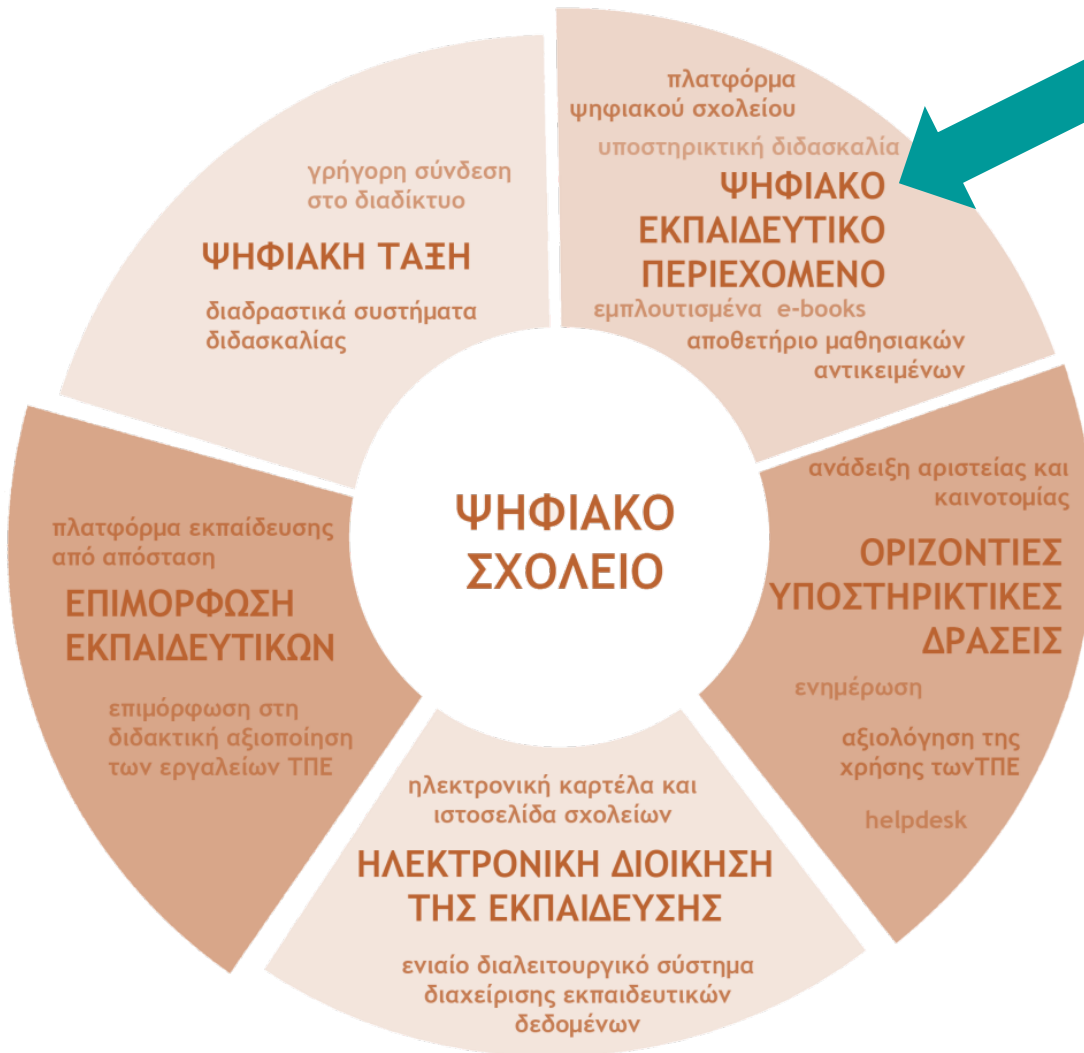 πλατφόρμα
ψηφιακού σχολείου
υποστηρικτική διδασκαλία
ΨΗΦΙΑΚΟ
ΕΚΠΑΙΔΕΥΤΙΚΟ
ΠΕΡΙΕΧΟΜΕΝΟ
εμπλουτισμένα e-books
αποθετήριο μαθησιακών
αντικειμένων
γρήγορη σύνδεση
στο διαδίκτυο
ΨΗΦΙΑΚΗ ΤΑΞΗ
διαδραστικά συστήματα
διδασκαλίας
ΨΗΦΙΑΚΟ
ΣΧΟΛΕΙΟ
ανάδειξη αριστείας και
καινοτομίας
ΟΡΙΖΟΝΤΙΕΣ
ΥΠΟΣΤΗΡΙΚΤΙΚΕΣ
ΔΡΑΣΕΙΣ
ενημέρωση
αξιολόγηση της
χρήσης τωνΤΠΕ
helpdesk
πλατφόρμα εκπαίδευσης
από απόσταση
ΕΠΙΜΟΡΦΩΣΗ
ΕΚΠΑΙΔΕΥΤΙΚΩΝ
επιμόρφωση στη
διδακτική αξιοποίηση
των εργαλείων ΤΠΕ
ηλεκτρονική καρτέλα και
ιστοσελίδα σχολείων
ΗΛΕΚΤΡΟΝΙΚΗ ΔΙΟΙΚΗΣΗ
ΤΗΣ ΕΚΠΑΙΔΕΥΣΗΣ
ενιαίο διαλειτουργικό σύστημα
διαχείρισης εκπαιδευτικών
δεδομένων